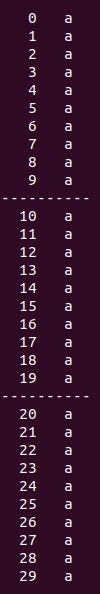 0 a
1 a
2 a
3 a
4 a
5 a
6 a
7 a
8 a
9 a
----------
10 a
11 a
12 a
13 a
14 a
15 a
16 a
17 a
18 a
19 a
----------
20 a
21 a
22 a
23 a
24 a
25 a
26 a
27 a
28 a
29 a